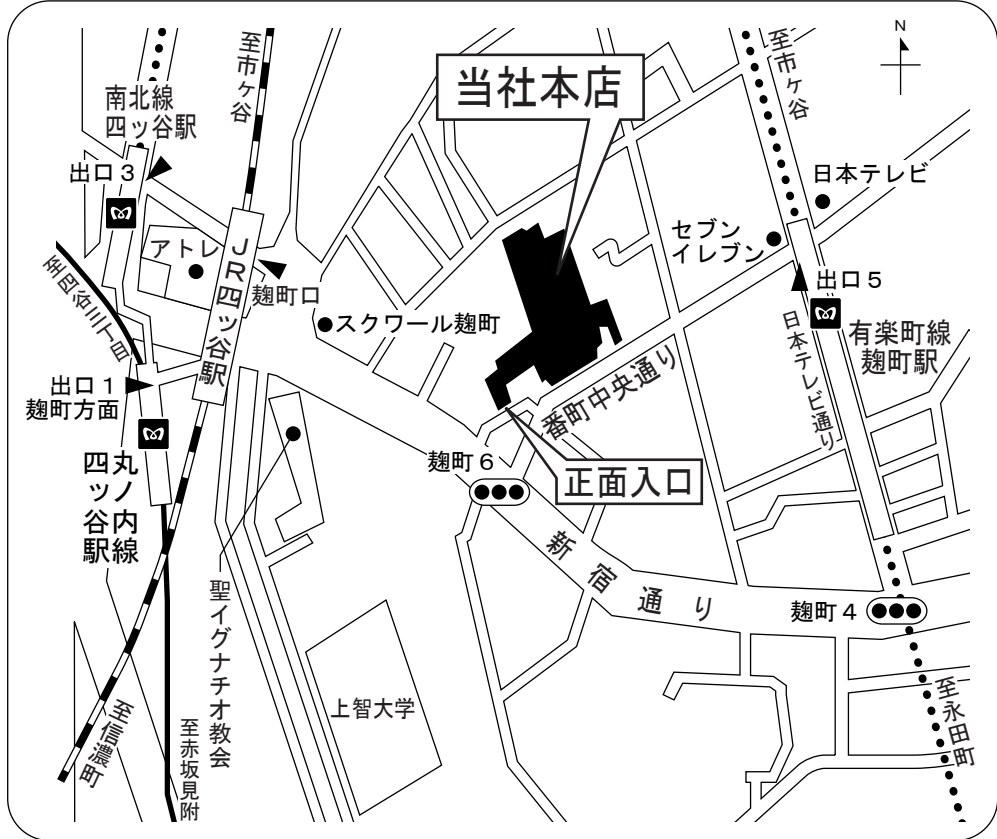 N
至市ヶ谷
至市ヶ谷
当社本店
南北線
四ッ谷駅
出口3
日本テレビ
アトレ
JR四ッ谷駅
セブン
イレブン
至四谷三丁目
麹町口
出口5
スクワール麹町
日本テレビ通り
有楽町線
麹町駅
出口1
麹町方面
番町中央通り
麹町6
正面入口
丸ノ内線
四ッ谷駅
新宿通り
聖イグナチオ教会
麹町4
上智大学
至信濃町
至赤坂見附
至永田町